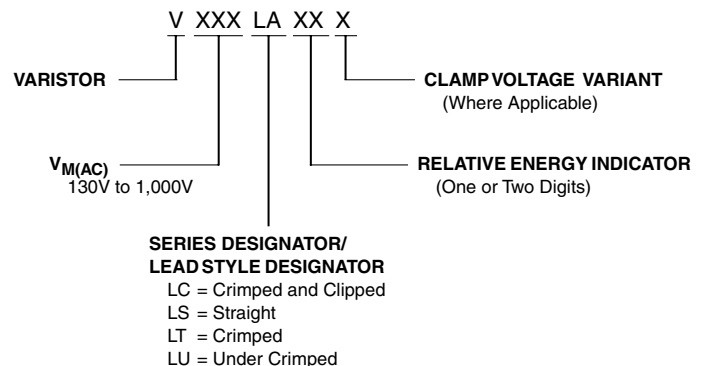 V XXX LA XX X
VARISTOR
CLAMP VOLTAGE VARIANT
(Where Applicable)
VM(AC)
130V to 1,000V
RELATIVE ENERGY INDICATOR
(One or Two Digits)
SERIES DESIGNATOR/
LEAD STYLE DESIGNATOR
LC = Crimped and Clipped
LS = Straight
LT = Crimped
LU = Under Crimped